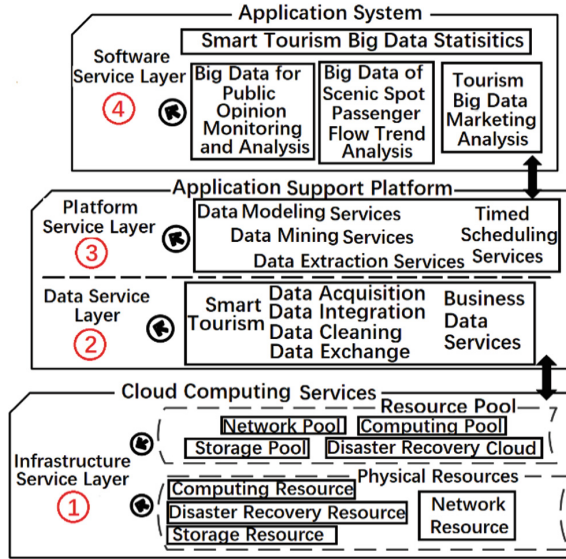 Application System
Smart Tourism Big Data Statisitics
Software
Service Layer
4
Big Data for
Public
Opinion
Monitoring
and Analysis
Big Data of
Scenic Spot
Passenger
Flow Trend
Analysis
Tourism
Big Data
Marketing
Analysis
Application Support Platform
Platform
Service Layer
3
Data Modeling Services
Data Mining Services
Data Extraction Services
Timed
Scheduling
Services
Data Service
Layer
2
Smart
Tourism
Data Acquisition
Data Integration
Data Cleaning
Data Exchange
Business
Data
Services
Cloud Computing Services
Resource Pool
Network Pool
Computing Pool
Storage Pool
Disaster Recovery Cloud
Infrastructure
Service Layer
1
Physical Resources
Computing Resource
Disaster Recovery Resource
Storage Resource
Network
Resource